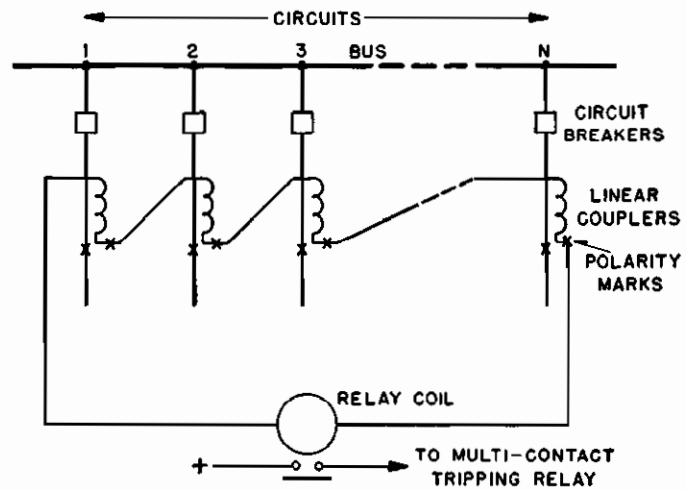 CIRCUITS
1 2 3 BUS N
CIRCUIT
BREAKERS
LINEAR
COUPLERS
POLARITY
MARKS
RELAY COIL
+
TO MULTI-CONTACT
TRIPPING RELAY